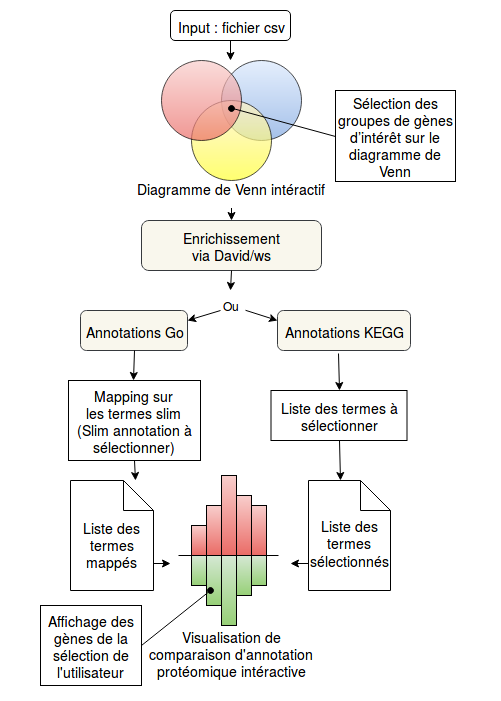 Input : fichier csv
Sélection des
groupes de gènes
d'intérêt sur le
diagramme de
Venn
Diagramme de Venn intéractif
Enrichissement
via David/ws
Ou
Annotations Go
Annotations KEGG
Mapping sur
les termes slim
(Slim annotation à
sélectionner)
Liste des termes à
sélectionner
Liste des
termes
mappés
Liste des
termes
sélectionnés
Affichage des
gènes de la
sélection de
l'utilisateur
Visualisation de
comparaison d'annotation
protéomique intéractive